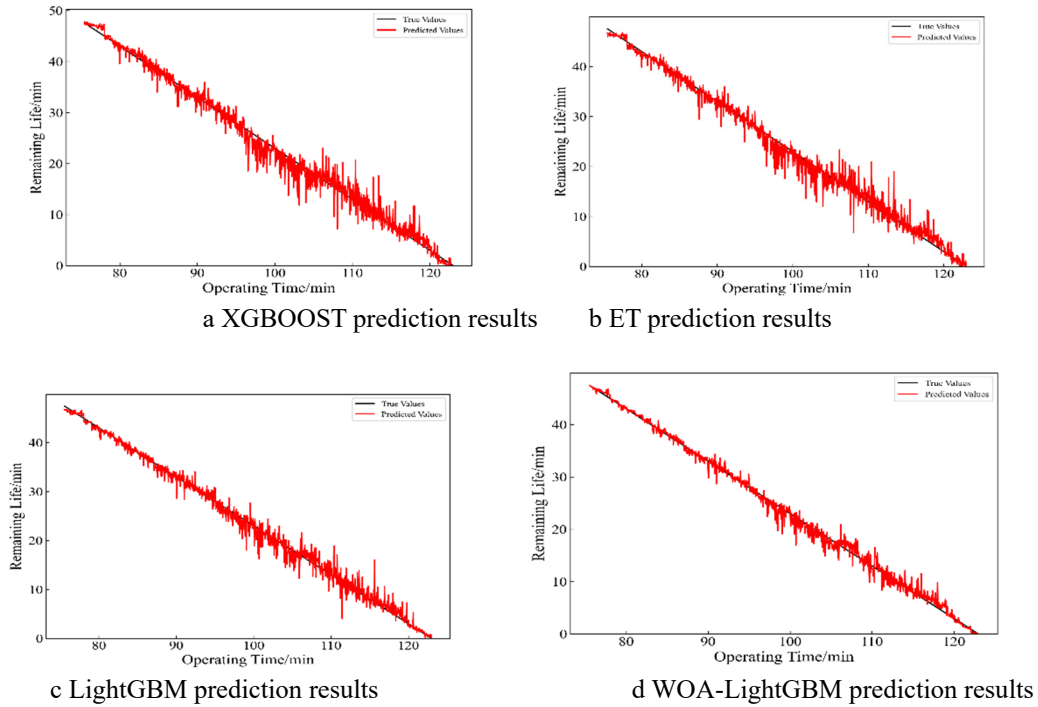 50
40
30
20
10
0
Remaining Life/min
True Values
Predicted Values
80 90 100 110 120
Operating Time/min
a XGBOOST prediction results
40
30
20
10
0
Remaining Life/min
True Values
Predicted Values
80 90 100 110 120
Operating Time/min
b ET prediction results
40
30
20
10
0
Remaining Life/min
True Values
Predicted Values
80 90 100 110 120
Operating Time/min
c LightGBM prediction results
40
30
20
10
0
Remaining Life/min
True Values
Predicted Values
80 90 100 110 120
Operating Time/min
d WOA-LightGBM prediction results